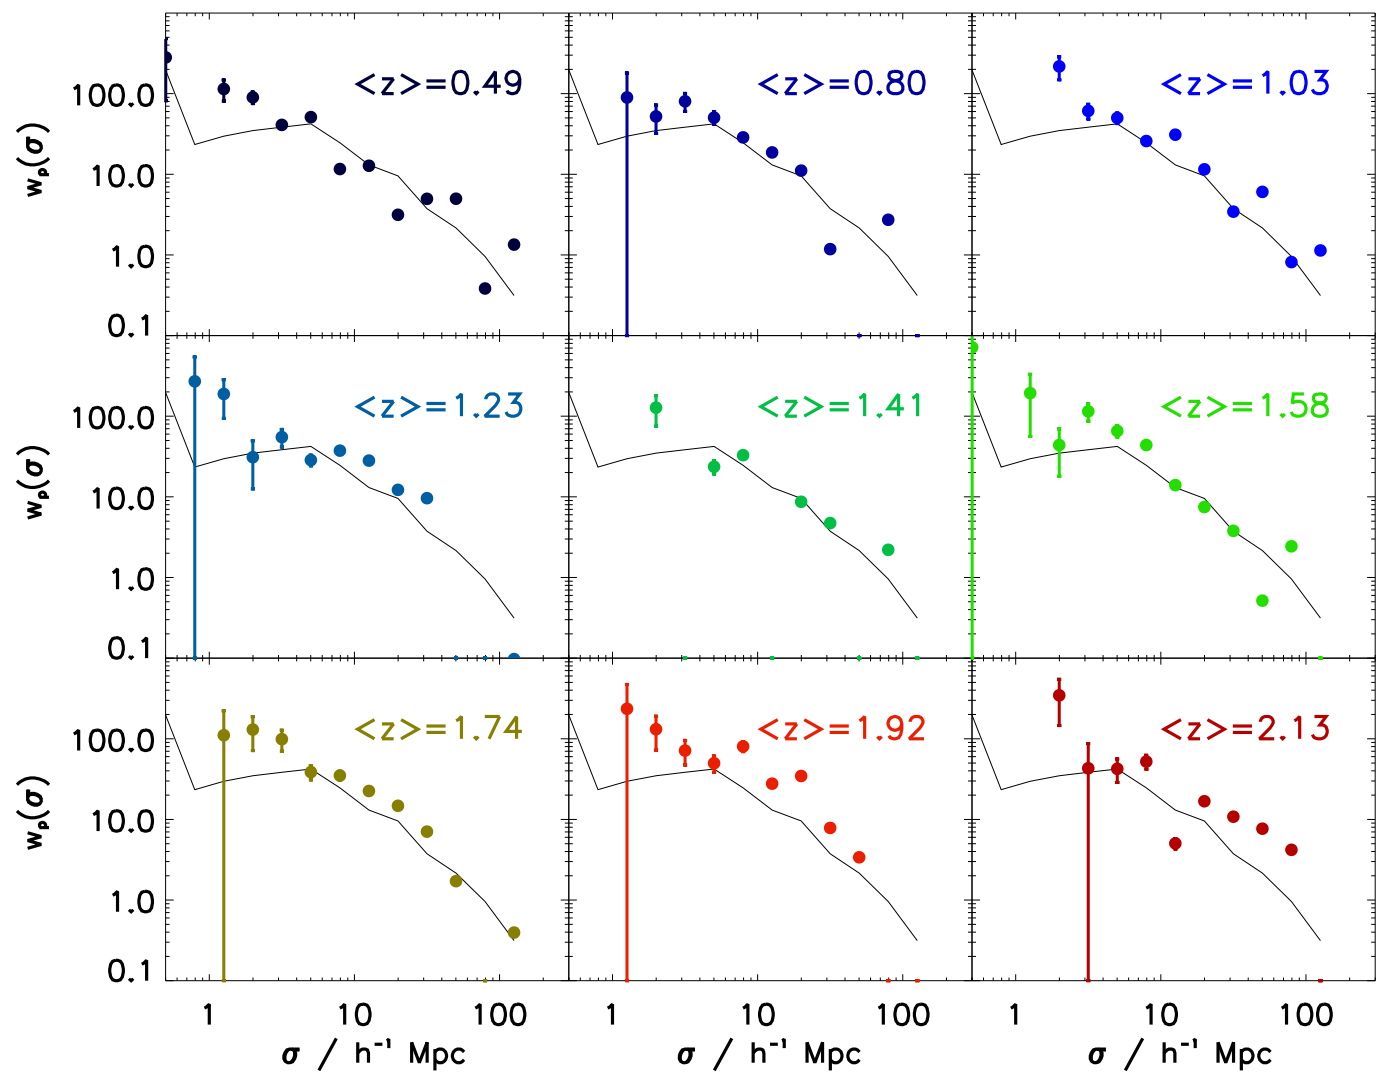 <z>=0.49
<z>=0.80
<z>=1.03
100.0
10.0
1.0
0.1
wp(σ)
<z>=1.23
<z>=1.41
<z>=1.58
100.0
10.0
1.0
0.1
wp(σ)
<z>=1.74
<z>=1.92
<z>=2.13
100.0
10.0
1.0
0.1
wp(σ)
1 10 100
1 10 100
1 10 100
σ / h⁻¹ Mpc
σ / h⁻¹ Mpc
σ / h⁻¹ Mpc